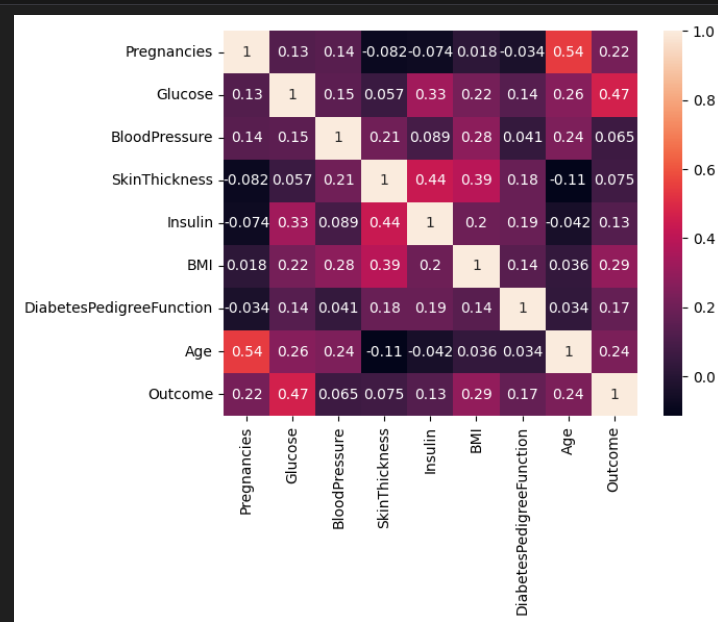 Pregnancies 1 0.13 0.14 -0.082 -0.074 0.018 -0.034 0.54 0.22
Glucose 0.13 1 0.15 0.057 0.33 0.22 0.14 0.26 0.47
BloodPressure 0.14 0.15 1 0.21 0.089 0.28 0.041 0.24 0.065
SkinThickness -0.082 0.057 0.21 1 0.44 0.39 0.18 -0.11 0.075
Insulin -0.074 0.33 0.089 0.44 1 0.2 0.19 -0.042 0.13
BMI 0.018 0.22 0.28 0.39 0.2 1 0.14 0.036 0.29
DiabetesPedigreeFunction -0.034 0.14 0.041 0.18 0.19 0.14 1 0.034 0.17
Age 0.54 0.26 0.24 -0.11 -0.042 0.036 0.034 1 0.24
Outcome 0.22 0.47 0.065 0.075 0.13 0.29 0.17 0.24 1
Pregnancies
Glucose
BloodPressure
SkinThickness
Insulin
BMI
DiabetesPedigreeFunction
Age
Outcome
1.0
0.8
0.6
0.4
0.2
0.0